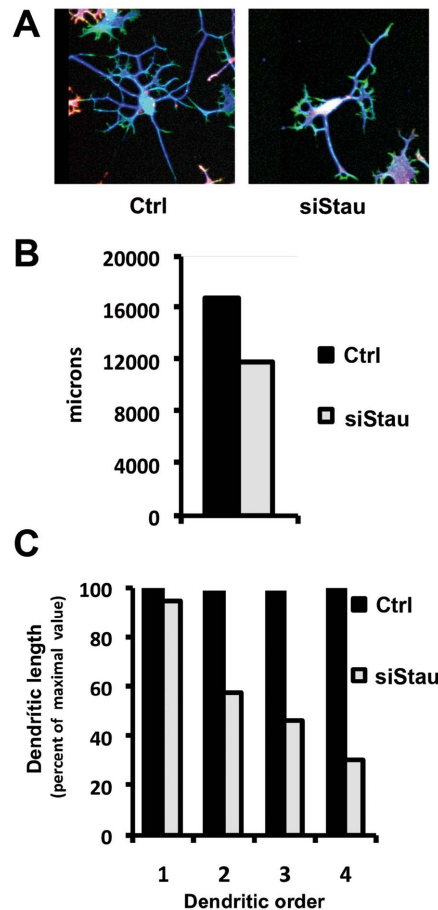 A
Ctrl
siStau
B
20000
16000
12000
8000
4000
0
microns
Ctrl
siStau
C
100
80
60
40
20
0
Dendrític length
(percent of maximal value)
Ctrl
siStau
1 2 3 4
Dendritic order